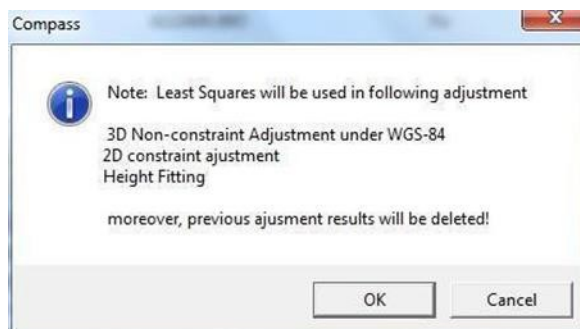 Compass
Note: Least Squares will be used in following adjustment
3D Non-constraint Adjustment under WGS-84
2D constraint ajustment
Height Fitting
moreover, previous ajusment results will be deleted!
OK
Cancel